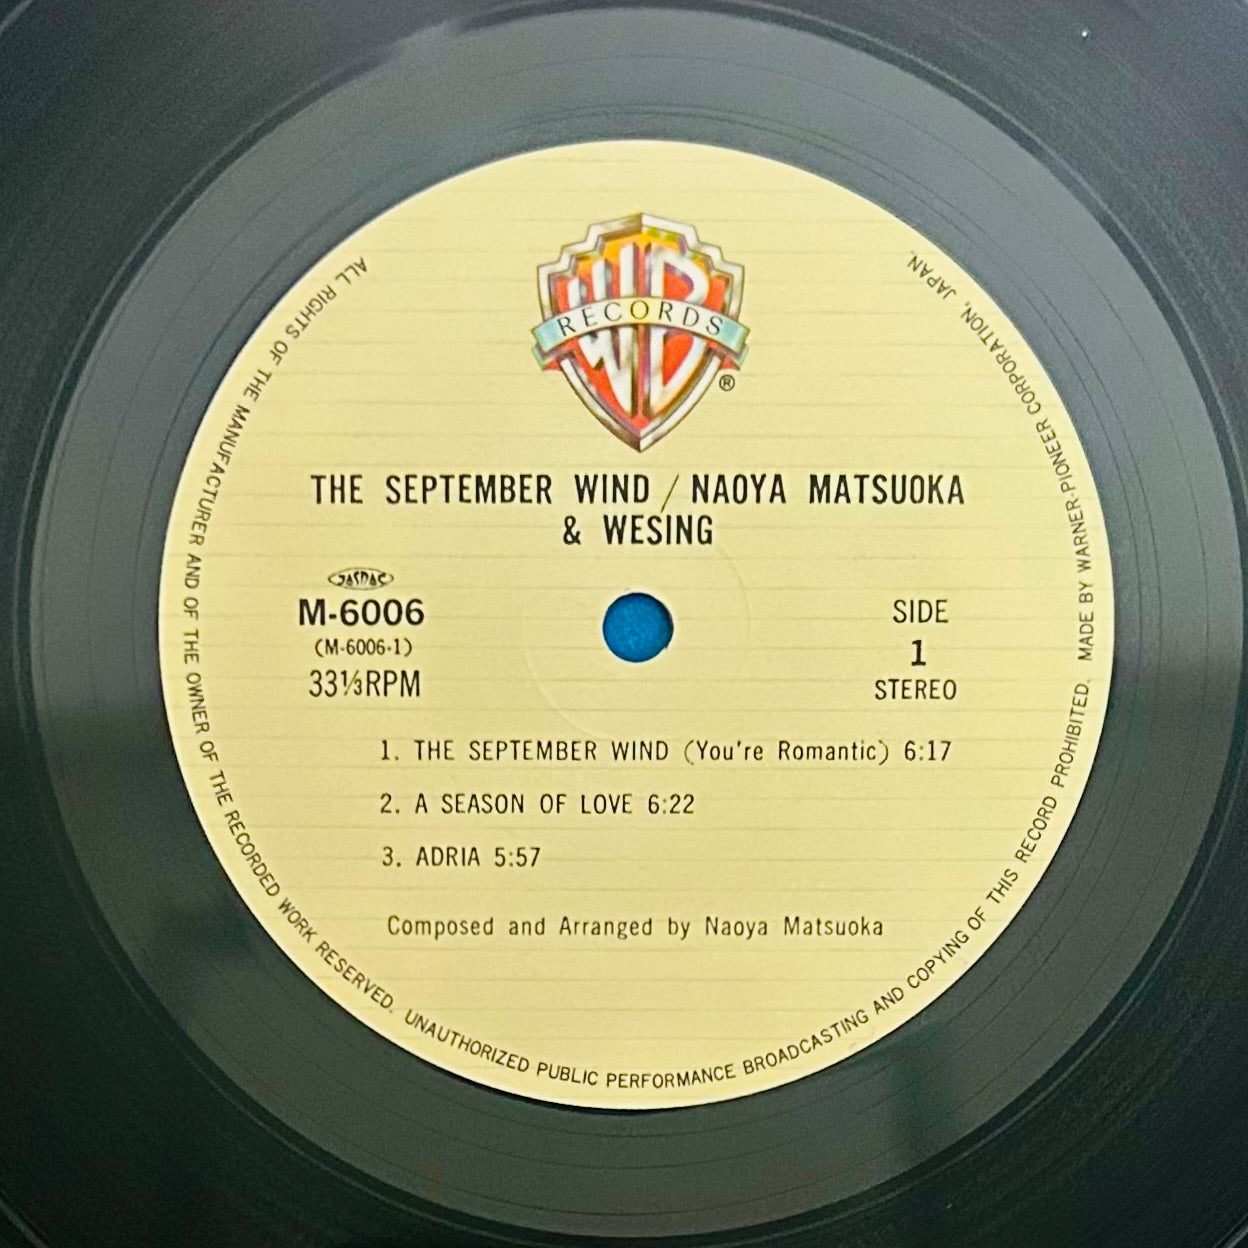 WB
RECORDS
®
THE SEPTEMBER WIND / NAOYA MATSUOKA
& WESING
JASRAC
M-6006
(M-6006-1)
33⅓RPM
SIDE
1
STEREO
1. THE SEPTEMBER WIND (You're Romantic) 6:17
2. A SEASON OF LOVE 6:22
3. ADRIA 5:57
Composed and Arranged by Naoya Matsuoka
ALL RIGHTS OF THE MANUFACTURER AND OF THE OWNER OF THE RECORDED WORK RESERVED. UNAUTHORIZED PUBLIC PERFORMANCE BROADCASTING AND COPYING OF THIS RECORD PROHIBITED. MADE BY WARNER-PIONEER CORPORATION, JAPAN.